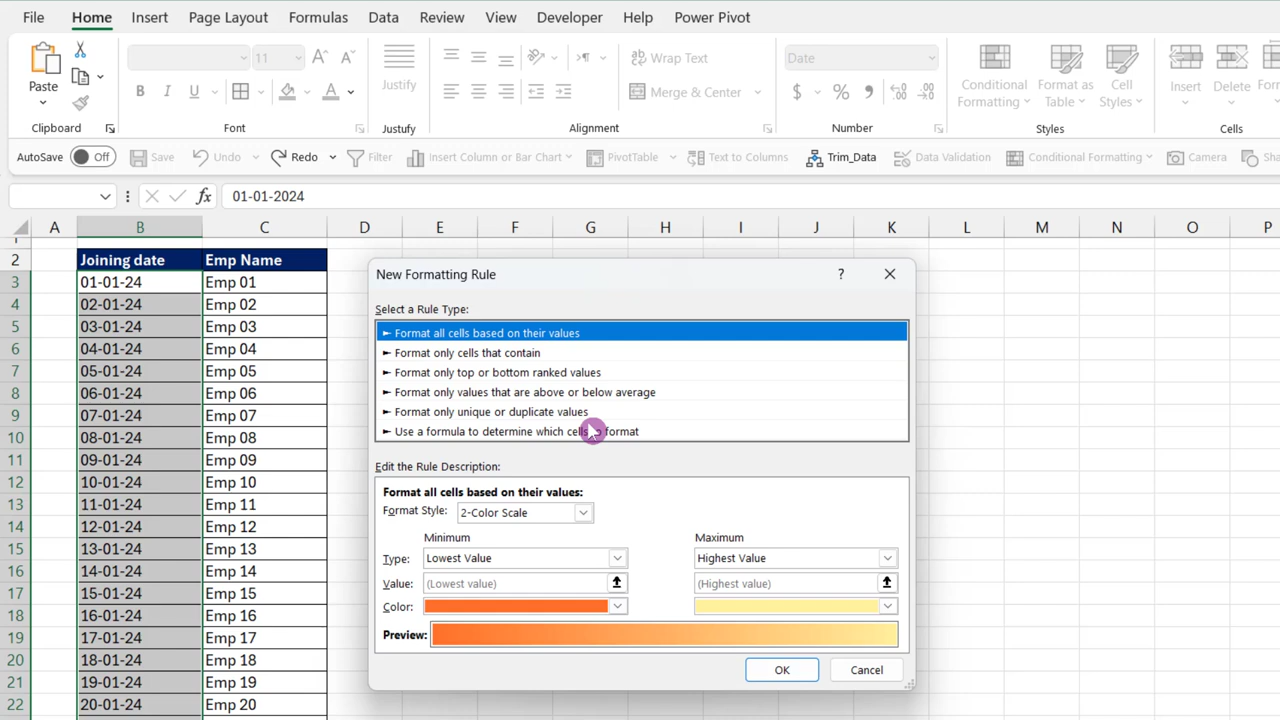 File Home Insert Page Layout Formulas Data Review View Developer Help Power Pivot
Paste
11
B I U A
Justify
Wrap Text
Merge & Center
Date
$ % 9
Conditional Formatting
Format as Table
Cell Styles
Insert
Delete
Clipboard Font Justufy Alignment Number Styles Cells
AutoSave Off Save Undo Redo Filter Insert Column or Bar Chart PivotTable Text to Columns Trim_Data Data Validation Conditional Formatting Camera
fx 01-01-2024
A B C D E F G H I J K L M N O P
2 Joining date Emp Name
3 01-01-24 Emp 01
4 02-01-24 Emp 02
5 03-01-24 Emp 03
6 04-01-24 Emp 04
7 05-01-24 Emp 05
8 06-01-24 Emp 06
9 07-01-24 Emp 07
10 08-01-24 Emp 08
11 09-01-24 Emp 09
12 10-01-24 Emp 10
13 11-01-24 Emp 11
14 12-01-24 Emp 12
15 13-01-24 Emp 13
16 14-01-24 Emp 14
17 15-01-24 Emp 15
18 16-01-24 Emp 16
19 17-01-24 Emp 17
20 18-01-24 Emp 18
21 19-01-24 Emp 19
22 20-01-24 Emp 20
New Formatting Rule ?
Select a Rule Type:
► Format all cells based on their values
► Format only cells that contain
► Format only top or bottom ranked values
► Format only values that are above or below average
► Format only unique or duplicate values
► Use a formula to determine which cells format
Edit the Rule Description:
Format all cells based on their values:
Format Style: 2-Color Scale
Minimum Maximum
Type: Lowest Value Highest Value
Value: (Lowest value) (Highest value)
Color:
Preview:
OK Cancel